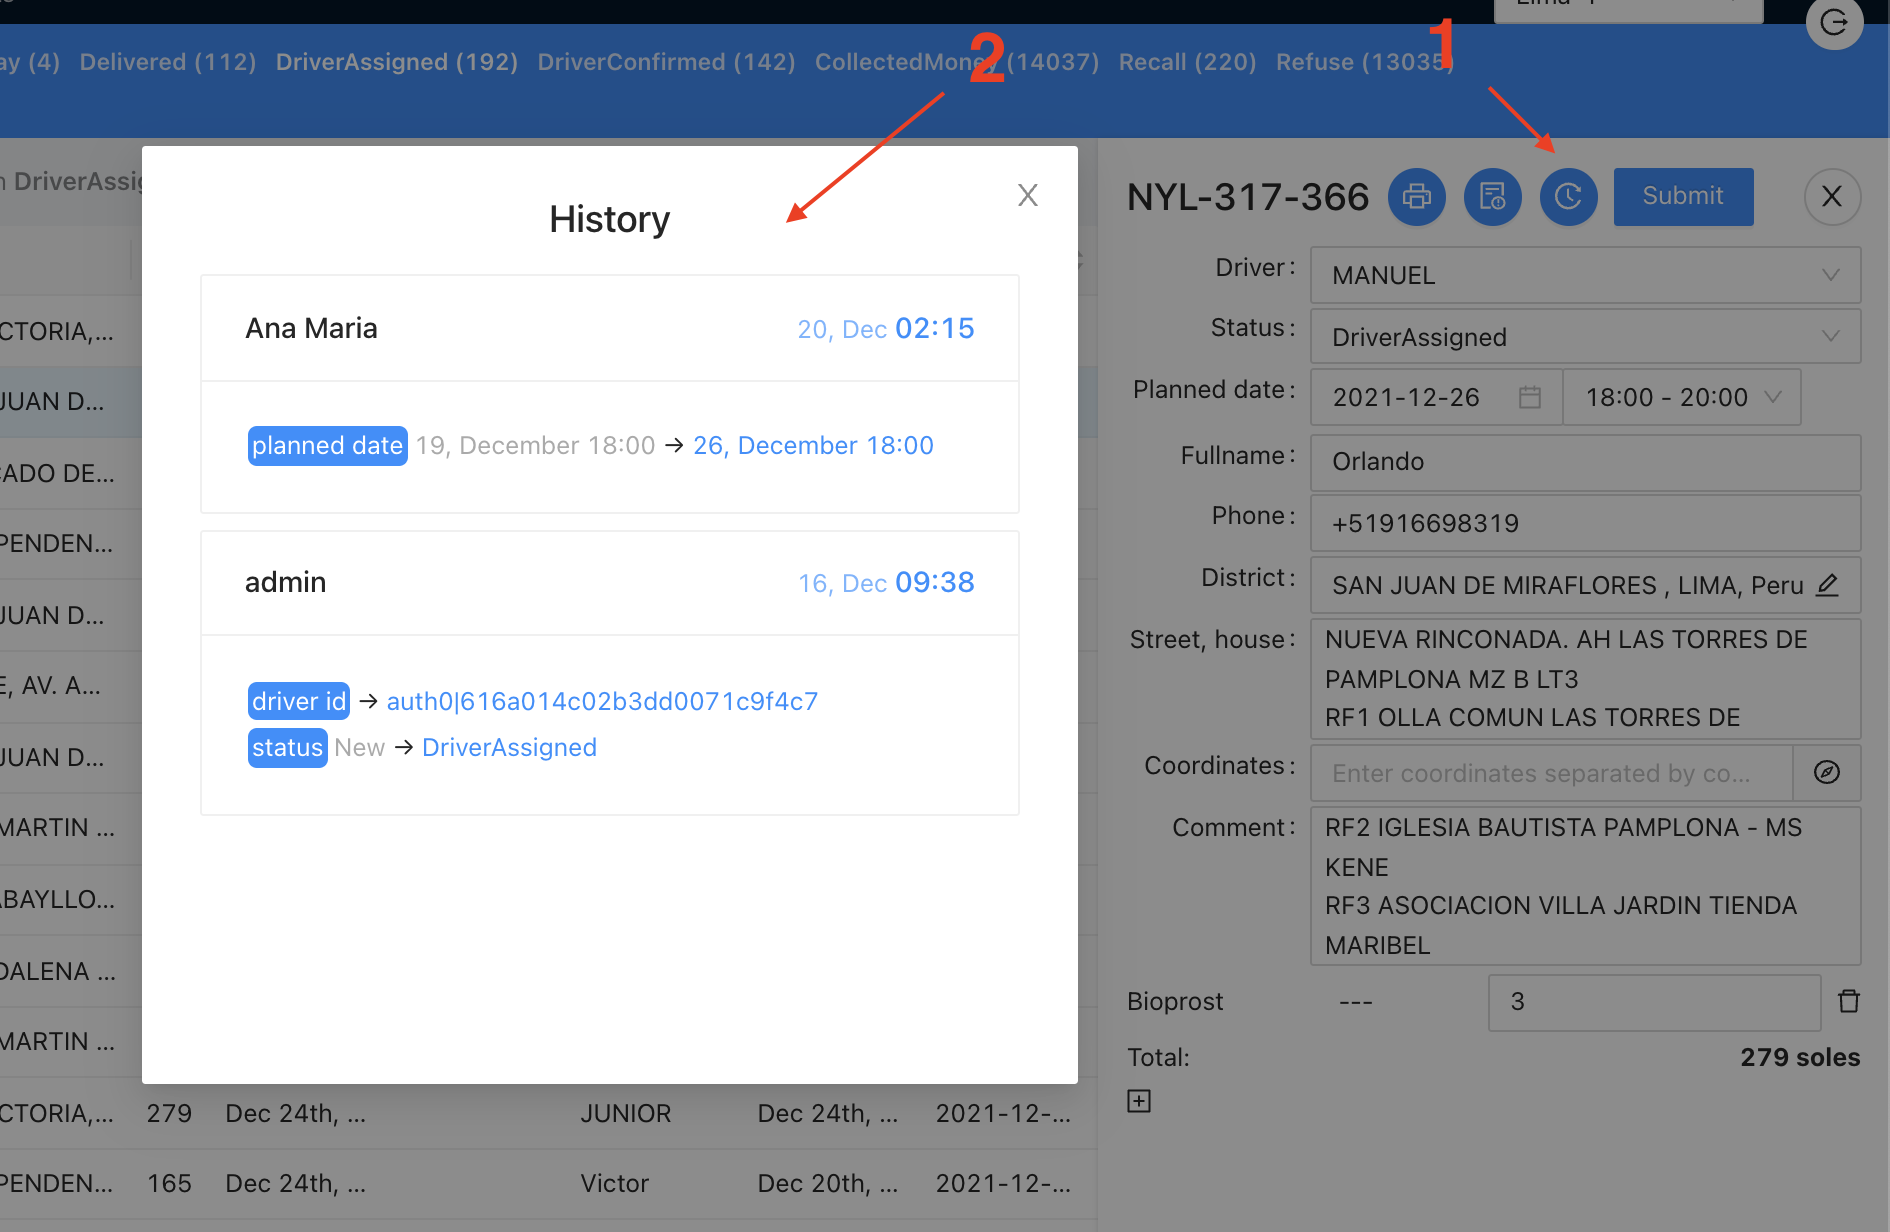 ay (4) Delivered (112) DriverAssigned (192) DriverConfirmed (142) CollectedMoney (14037) Recall (220) Refuse (13035)
2
1
DriverAssig
History
X
Ana Maria
20, Dec 02:15
planned date 19, December 18:00 → 26, December 18:00
admin
16, Dec 09:38
driver id → auth0|616a014c02b3dd0071c9f4c7
status New → DriverAssigned
CTORIA,...
JUAN D...
CADO DE...
PENDEN...
JUAN D...
E, AV. A...
JUAN D...
MARTIN ...
ABAYLLO...
DALENA ...
MARTIN ...
CTORIA,... 279 Dec 24th, ... JUNIOR Dec 24th, ... 2021-12-...
PENDEN... 165 Dec 24th, ... Victor Dec 20th, ... 2021-12-...
NYL-317-366
Submit
X
Driver: MANUEL
Status: DriverAssigned
Planned date: 2021-12-26 18:00 - 20:00
Fullname: Orlando
Phone: +51916698319
District: SAN JUAN DE MIRAFLORES , LIMA, Peru
Street, house: NUEVA RINCONADA. AH LAS TORRES DE
PAMPLONA MZ B LT3
RF1 OLLA COMUN LAS TORRES DE
Coordinates: Enter coordinates separated by co...
Comment: RF2 IGLESIA BAUTISTA PAMPLONA - MS
KENE
RF3 ASOCIACION VILLA JARDIN TIENDA
MARIBEL
Bioprost --- 3
Total: 279 soles